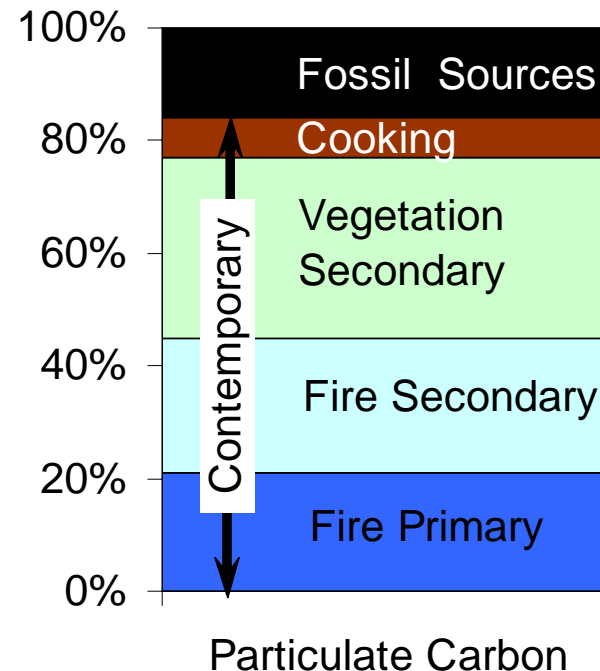 100%
80%
60%
40%
20%
0%
Fossil Sources
Cooking
Vegetation
Secondary
Fire Secondary
Fire Primary
Contemporary
Particulate Carbon